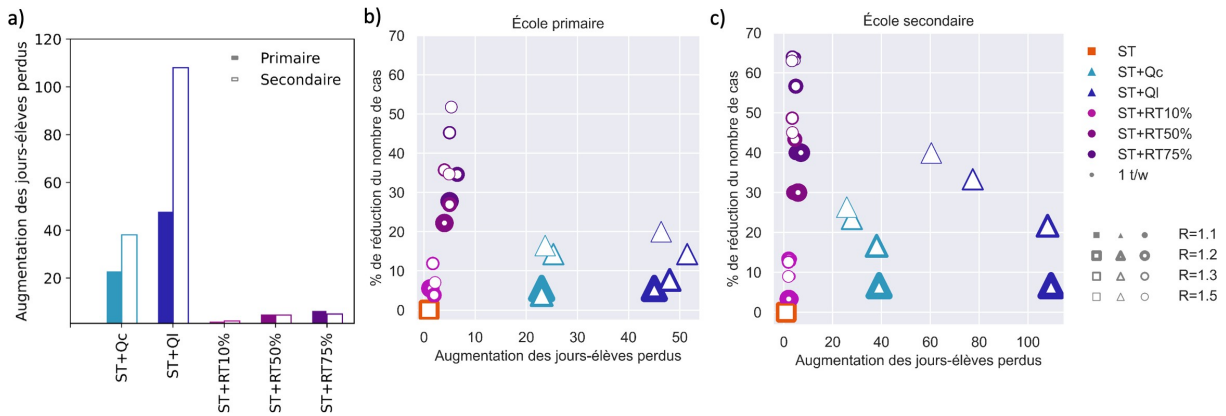 a)
Augmentation des jours-élèves perdus
120
100
80
60
40
20
Primaire
Secondaire
ST+Qc
ST+Ql
ST+RT10%
ST+RT50%
ST+RT75%
b)
École primaire
% de réduction du nombre de cas
70
60
50
40
30
20
10
0
0 10 20 30 40 50
Augmentation des jours-élèves perdus
c)
École secondaire
% de réduction du nombre de cas
70
60
50
40
30
20
10
0
0 20 40 60 80 100
Augmentation des jours-élèves perdus
ST
ST+Qc
ST+Ql
ST+RT10%
ST+RT50%
ST+RT75%
1 t/w
R=1.1
R=1.2
R=1.3
R=1.5